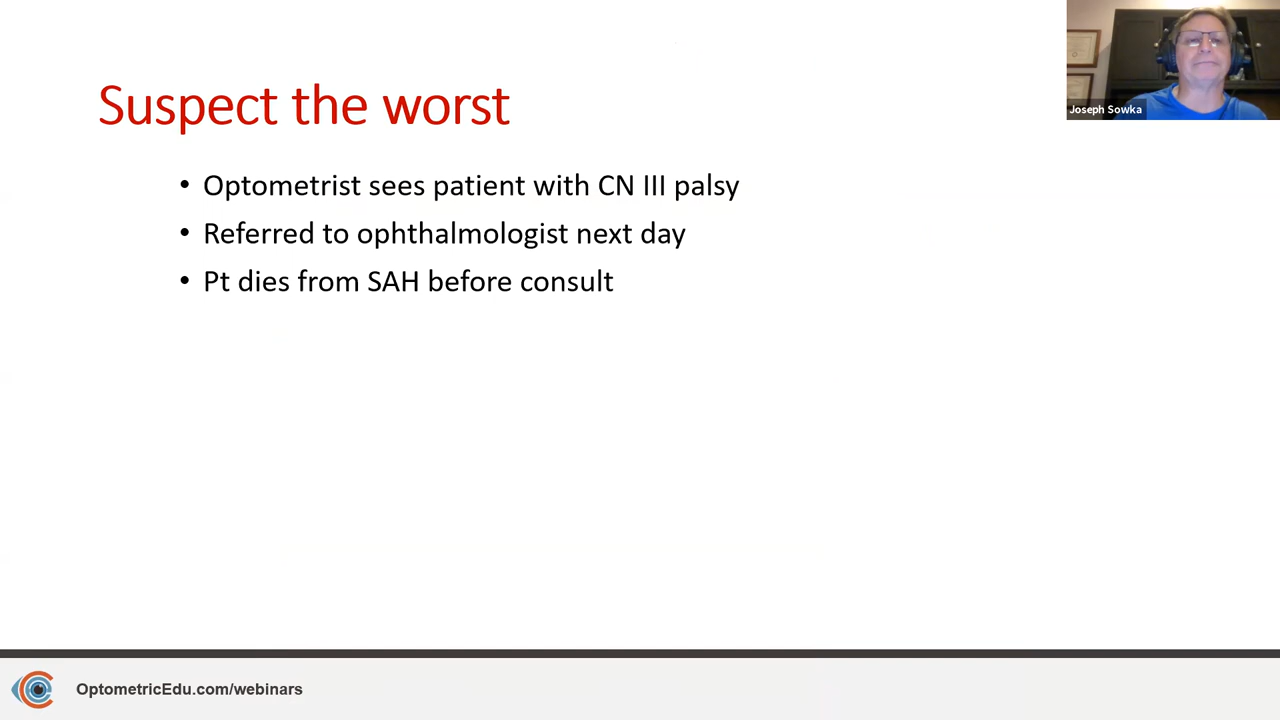 Joseph Sowka
Suspect the worst
• Optometrist sees patient with CN III palsy
• Referred to ophthalmologist next day
• Pt dies from SAH before consult
OptometricEdu.com/webinars